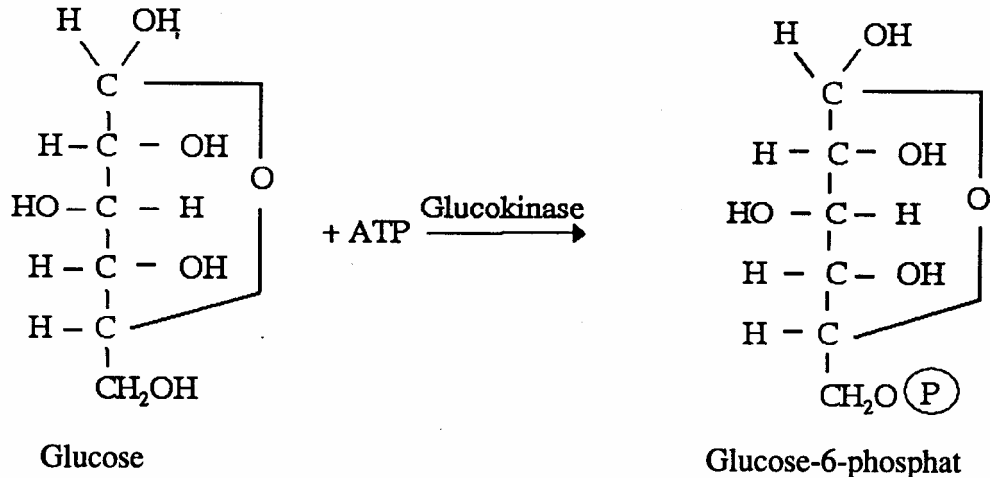 H OH
C
H – C – OH
O
HO – C – H
H – C – OH
H – C
CH₂OH
Glucose
+ ATP
Glucokinase
H OH
C
H – C – OH
O
HO – C – H
H – C – OH
H – C
CH₂O P
Glucose-6-phosphat